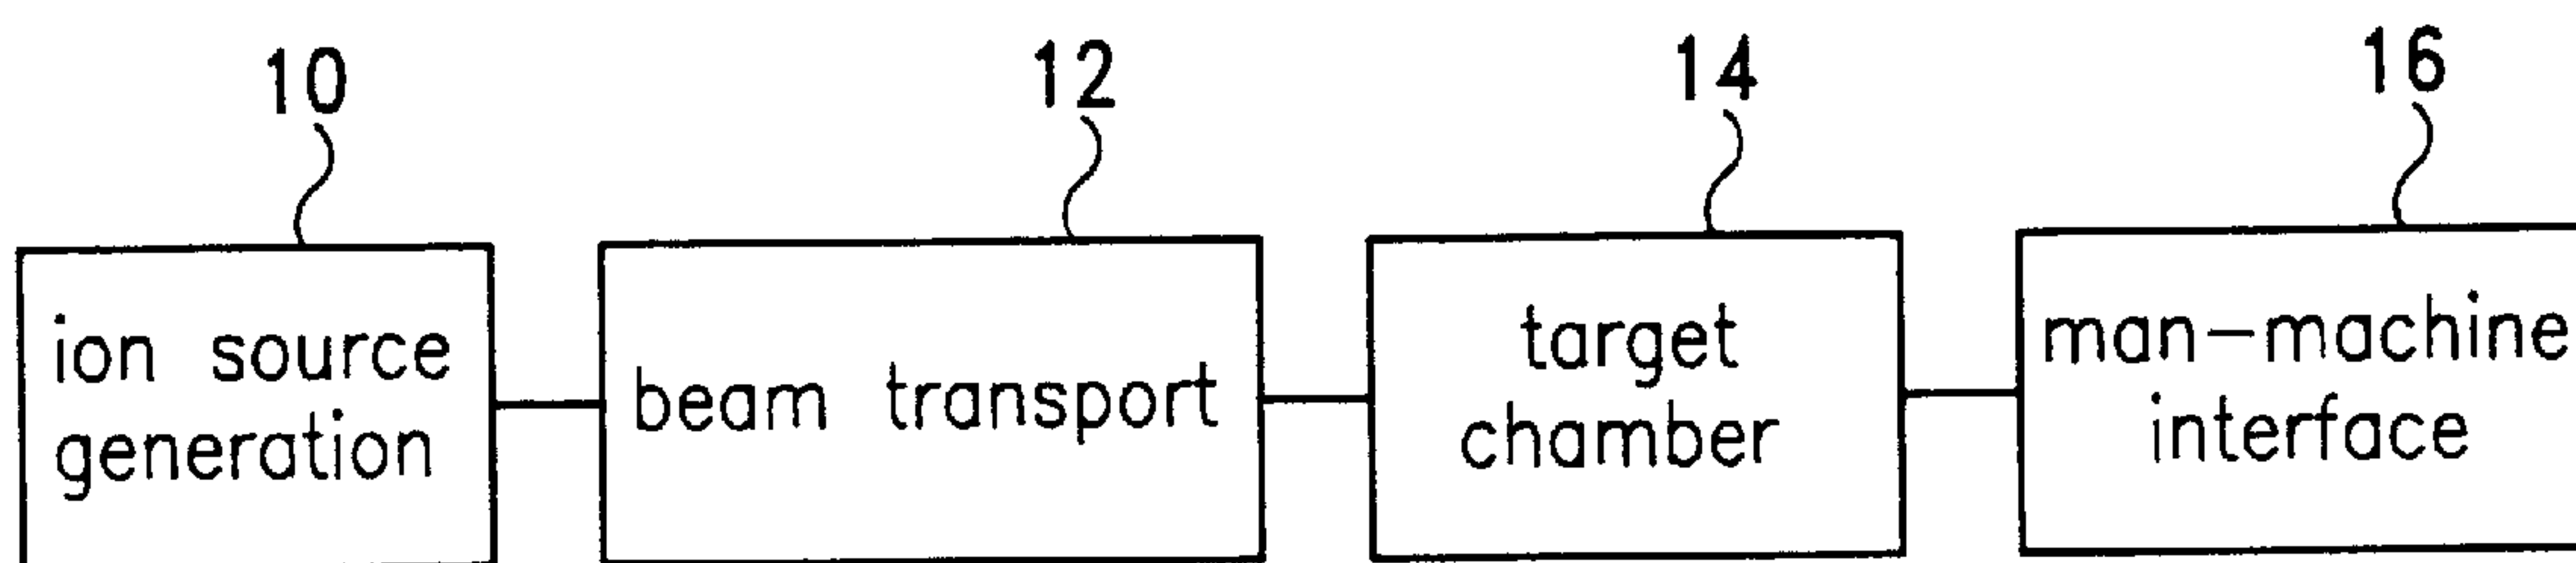 10 12 14 16
ion source
generation
beam transport
target
chamber
man-machine
interface